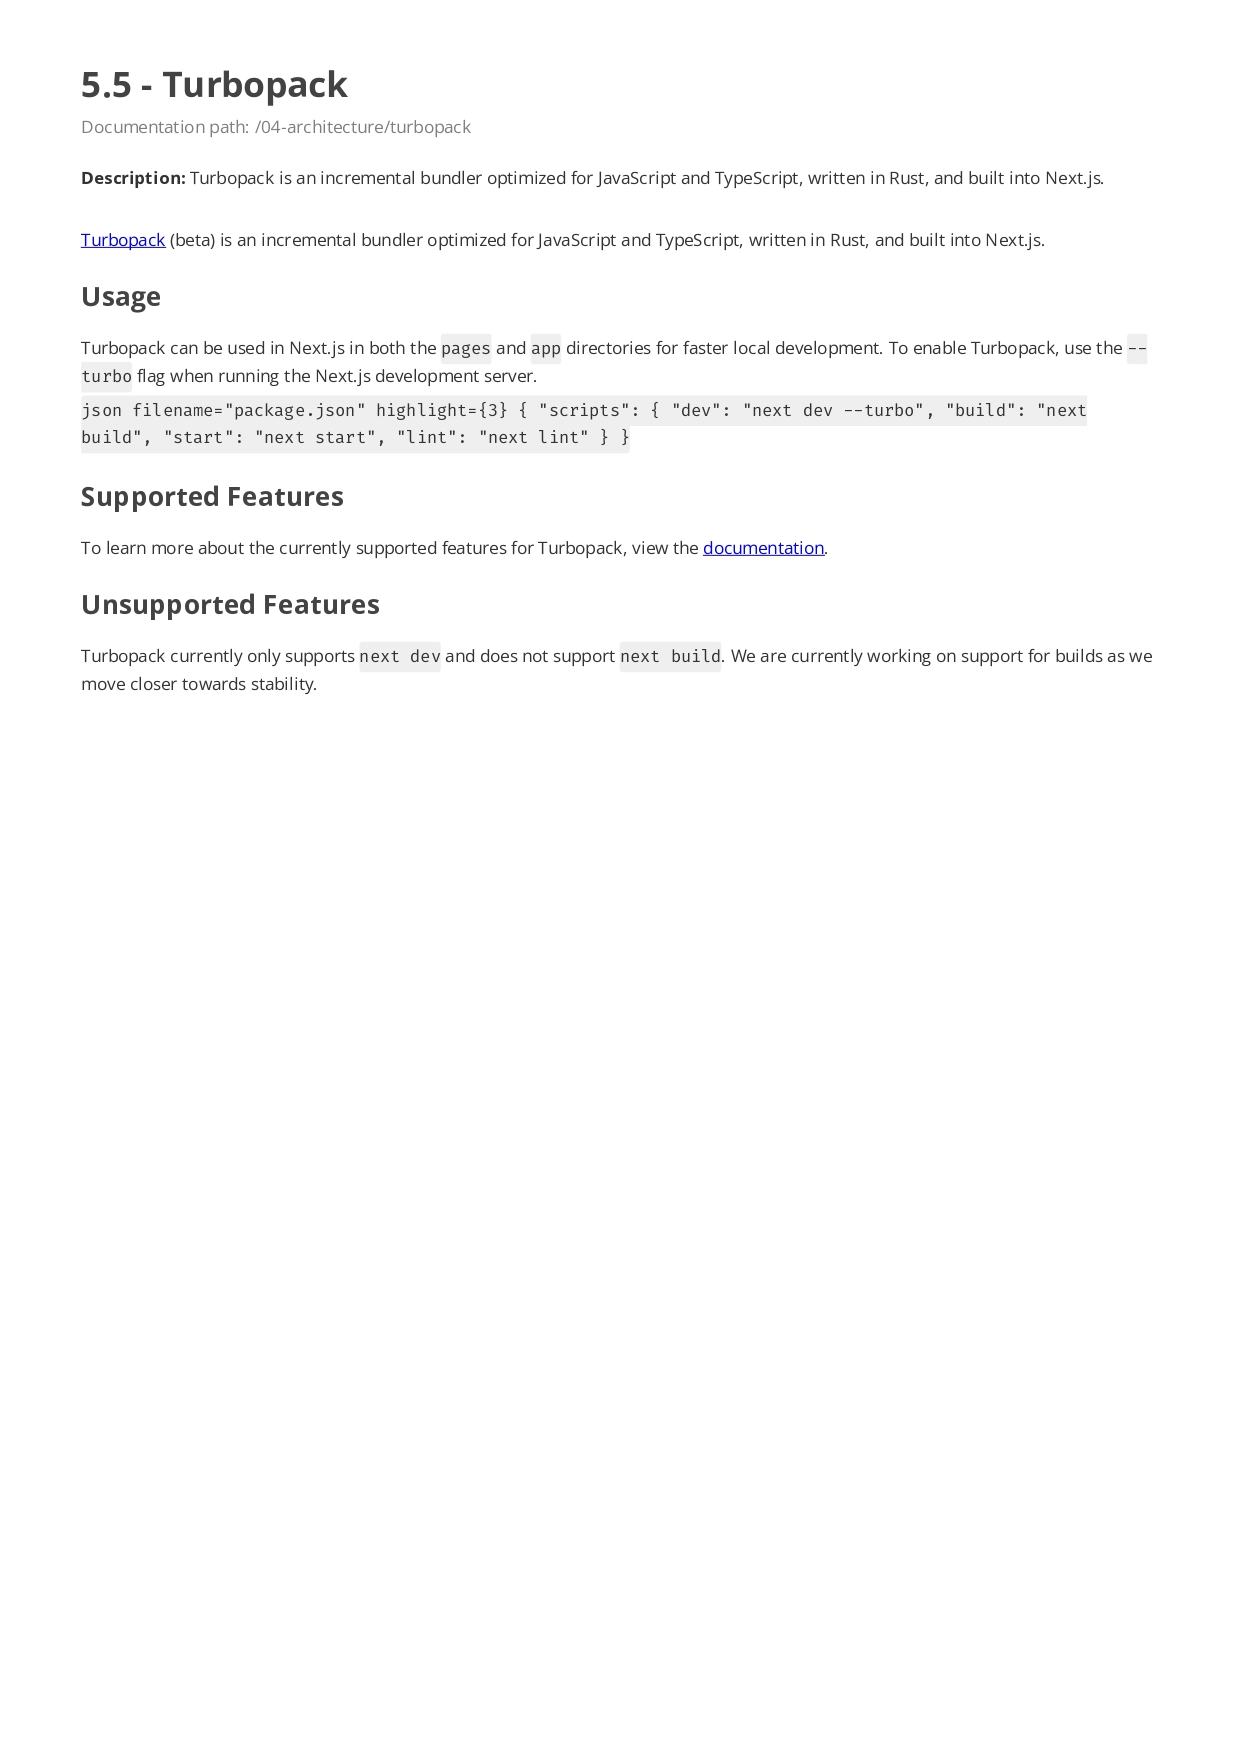 5.5 - Turbopack
Documentation path: /04-architecture/turbopack
Description: Turbopack is an incremental bundler optimized for JavaScript and TypeScript, written in Rust, and built into Next.js.
Turbopack (beta) is an incremental bundler optimized for JavaScript and TypeScript, written in Rust, and built into Next.js.
Usage
Turbopack can be used in Next.js in both the pages and app directories for faster local development. To enable Turbopack, use the --
turbo flag when running the Next.js development server.
json filename="package.json" highlight={3} { "scripts": { "dev": "next dev --turbo", "build": "next
build", "start": "next start", "lint": "next lint" } }
Supported Features
To learn more about the currently supported features for Turbopack, view the documentation.
Unsupported Features
Turbopack currently only supports next dev and does not support next build. We are currently working on support for builds as we
move closer towards stability.